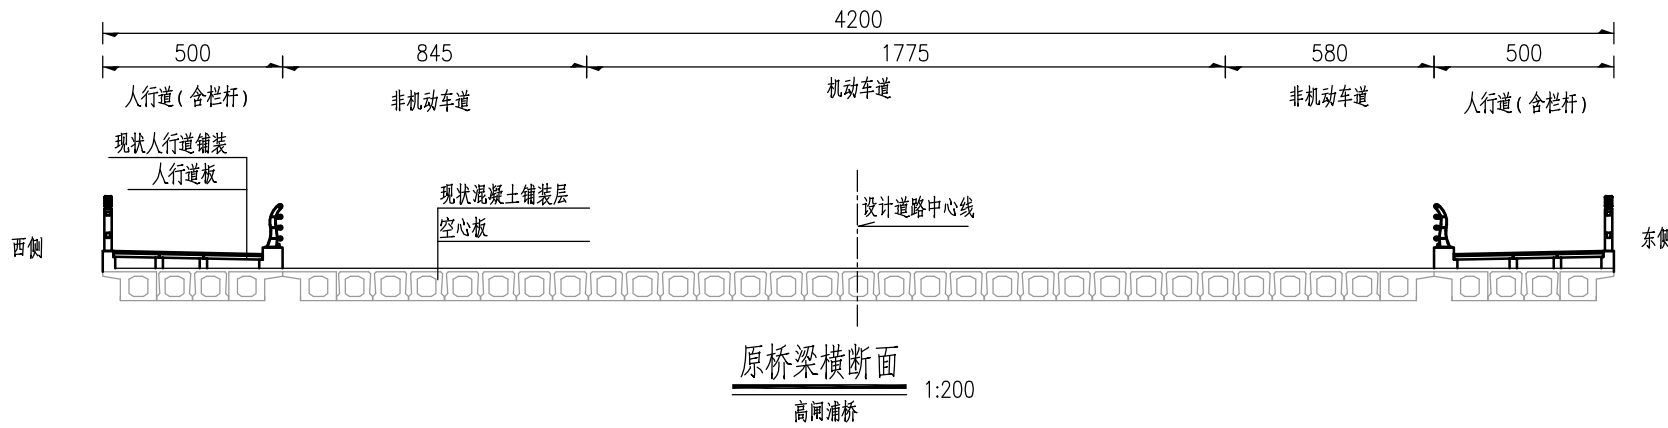 4200
500
845
1775
580
500
人行道(含栏杆)
非机动车道
机动车道
非机动车道
人行道(含栏杆)
现状人行道铺装
人行道板
现状混凝土铺装层
空心板
设计道路中心线
西侧
东侧
原桥梁横断面
1:200
高闸浦桥